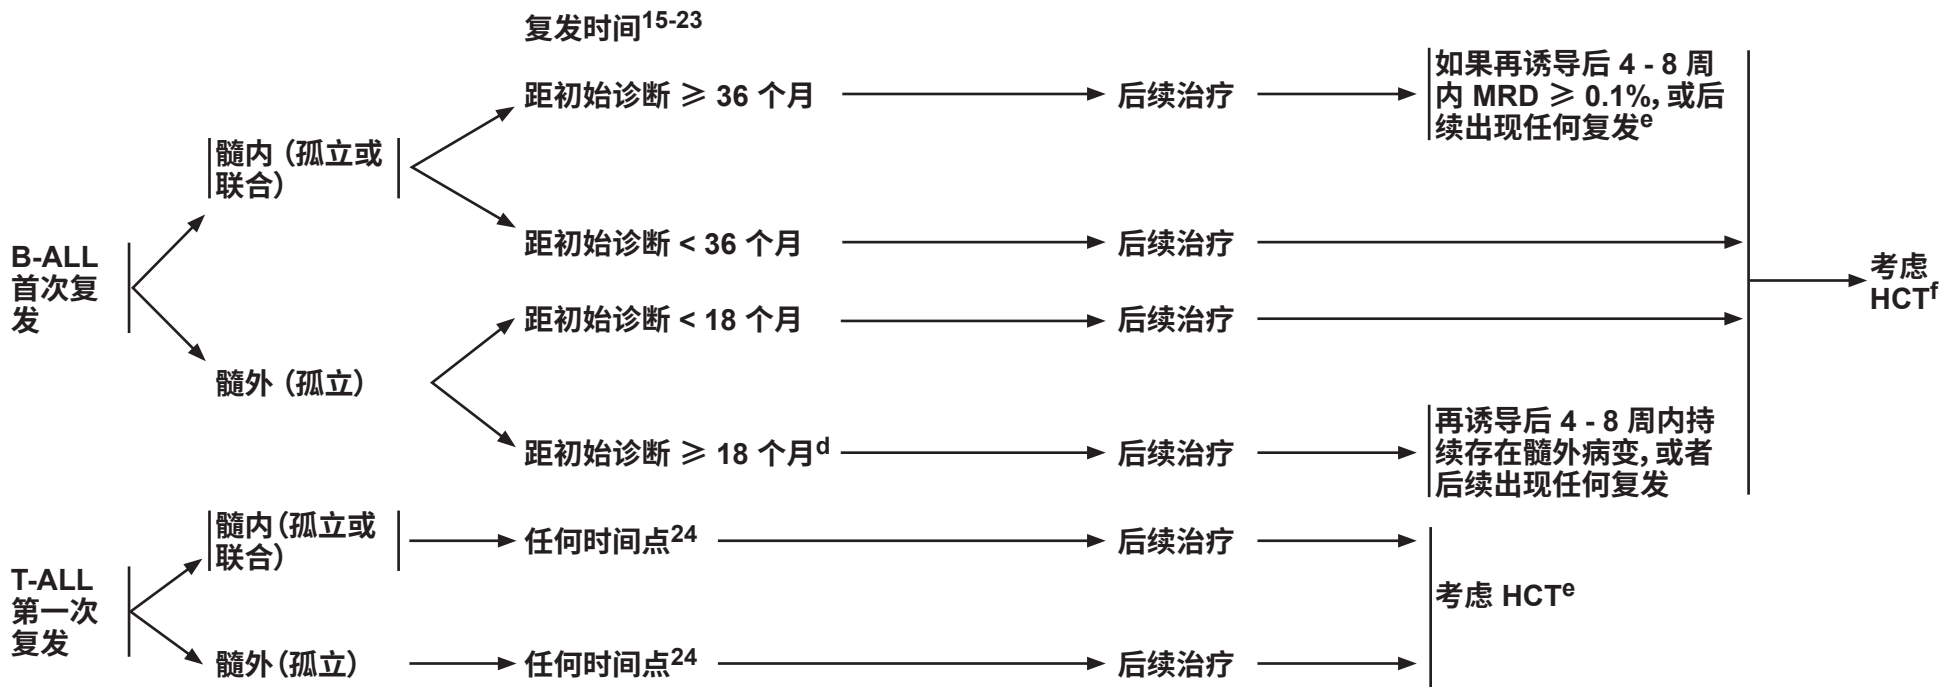 复发时间15-23
距初始诊断 ≥ 36 个月
后续治疗
如果再诱导后 4 - 8 周
内 MRD ≥ 0.1%，或后
续出现任何复发e
髓内（孤立或
联合）
距初始诊断 < 36 个月
后续治疗
B-ALL
首次复
发
考虑
HCTf
距初始诊断 < 18 个月
后续治疗
髓外（孤立）
距初始诊断 ≥ 18 个月d
后续治疗
再诱导后 4 - 8 周内持
续存在髓外病变，或者
后续出现任何复发
髓内（孤立或
联合）
任何时间点24
后续治疗
T-ALL
第一次
复发
考虑 HCTe
髓外（孤立）
任何时间点24
后续治疗